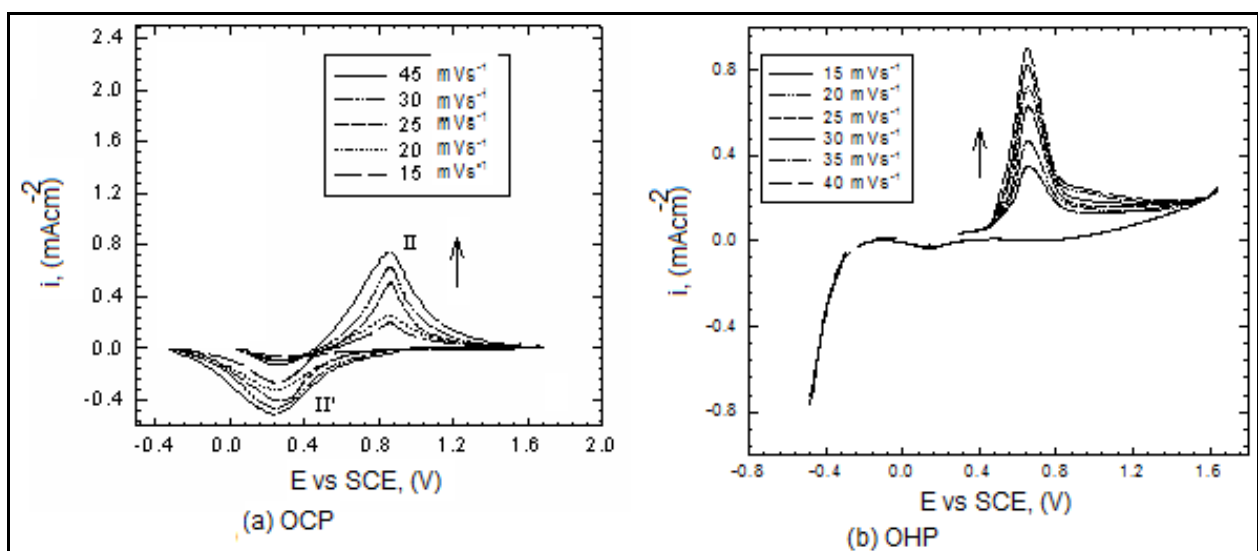 2.4
2.0
1.6
1.2
0.8
0.4
0.0
-0.4
i, (mAcm-2)
45 mVs-1
30 mVs-1
25 mVs-1
20 mVs-1
15 mVs-1
II
II'
-0.4 0.0 0.4 0.8 1.2 1.6 2.0
E vs SCE, (V)
(a) OCP
0.8
0.4
0.0
-0.4
-0.8
i, (mAcm-2)
15 mVs-1
20 mVs-1
25 mVs-1
30 mVs-1
35 mVs-1
40 mVs-1
-0.8 -0.4 0.0 0.4 0.8 1.2 1.6
E vs SCE, (V)
(b) OHP